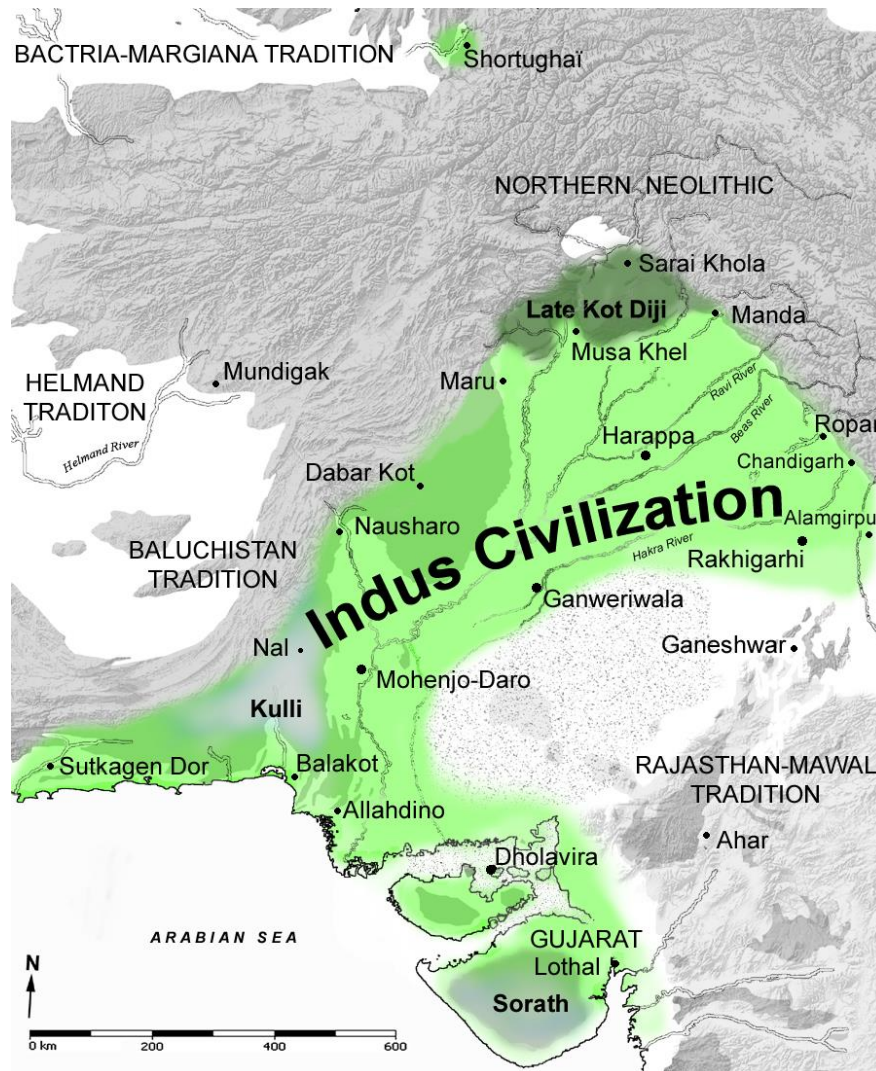 BACTRIA-MARGIANA TRADITION
Shortughaï
NORTHERN NEOLITHIC
Sarai Khola
Late Kot Diji
Manda
Musa Khel
Mundigak
Maru
HELMAND
TRADITON
Helmand River
Ravi River
Beas River
Harappa
Ropar
Chandigarh
Dabar Kot
Nausharo
Indus Civilization
Alamgirpu
Rakhigarhi
Hakra River
BALUCHISTAN
TRADITION
Ganweriwala
Nal
Ganeshwar
Mohenjo-Daro
Kulli
Sutkagen Dor
Balakot
RAJASTHAN-MAWAL
TRADITION
Allahdino
Ahar
Dholavira
ARABIAN SEA
GUJARAT
Lothal
Sorath
N
0 km 200 400 600